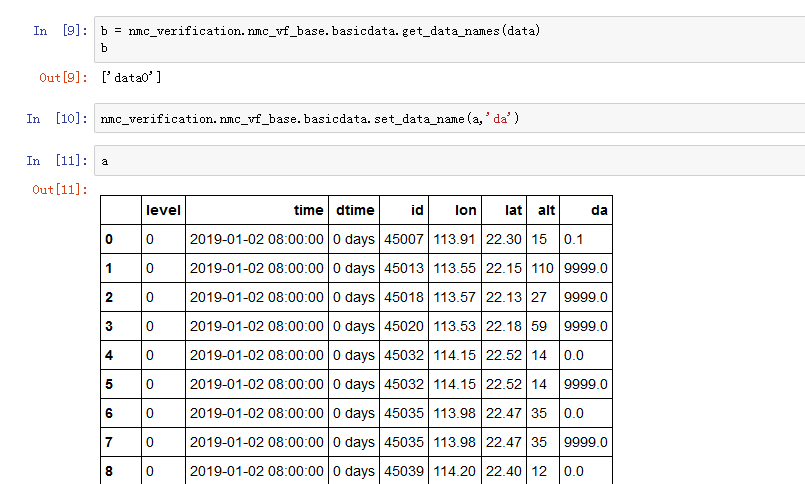 In [9]: b = nmc_verification.nmc_vf_base.basicdata.get_data_names(data)
b
Out[9]: ['data0']
In [10]: nmc_verification.nmc_vf_base.basicdata.set_data_name(a,'da')
In [11]: a
Out[11]:
level time dtime id lon lat alt da
0 0 2019-01-02 08:00:00 0 days 45007 113.91 22.30 15 0.1
1 0 2019-01-02 08:00:00 0 days 45013 113.55 22.15 110 9999.0
2 0 2019-01-02 08:00:00 0 days 45018 113.57 22.13 27 9999.0
3 0 2019-01-02 08:00:00 0 days 45020 113.53 22.18 59 9999.0
4 0 2019-01-02 08:00:00 0 days 45032 114.15 22.52 14 0.0
5 0 2019-01-02 08:00:00 0 days 45032 114.15 22.52 14 9999.0
6 0 2019-01-02 08:00:00 0 days 45035 113.98 22.47 35 0.0
7 0 2019-01-02 08:00:00 0 days 45035 113.98 22.47 35 9999.0
8 0 2019-01-02 08:00:00 0 days 45039 114.20 22.40 12 0.0